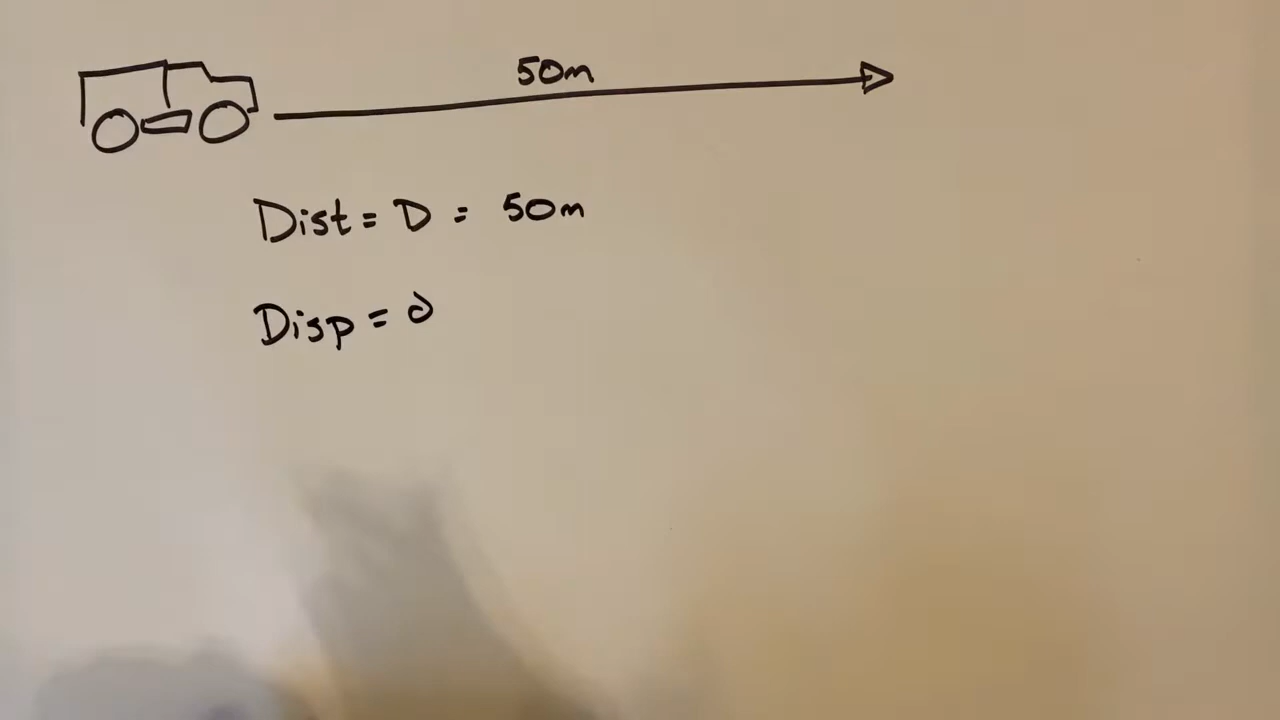 50m
Dist = D = 50m
Disp =